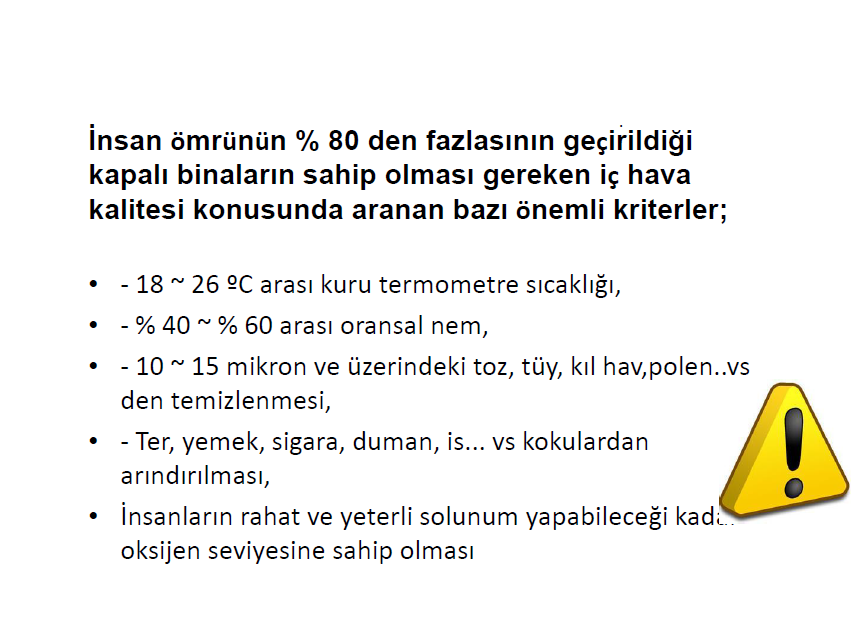 İnsan ömrünün % 80 den fazlasının geçirildiği
kapalı binaların sahip olması gereken iç hava
kalitesi konusunda aranan bazı önemli kriterler;
• - 18 ~ 26 ºC arası kuru termometre sıcaklığı,
• - % 40 ~ % 60 arası oransal nem,
• - 10 ~ 15 mikron ve üzerindeki toz, tüy, kıl hav,polen..vs
den temizlenmesi,
• - Ter, yemek, sigara, duman, is... vs kokulardan
arındırılması,
• İnsanların rahat ve yeterli solunum yapabileceği kadar
oksijen seviyesine sahip olması